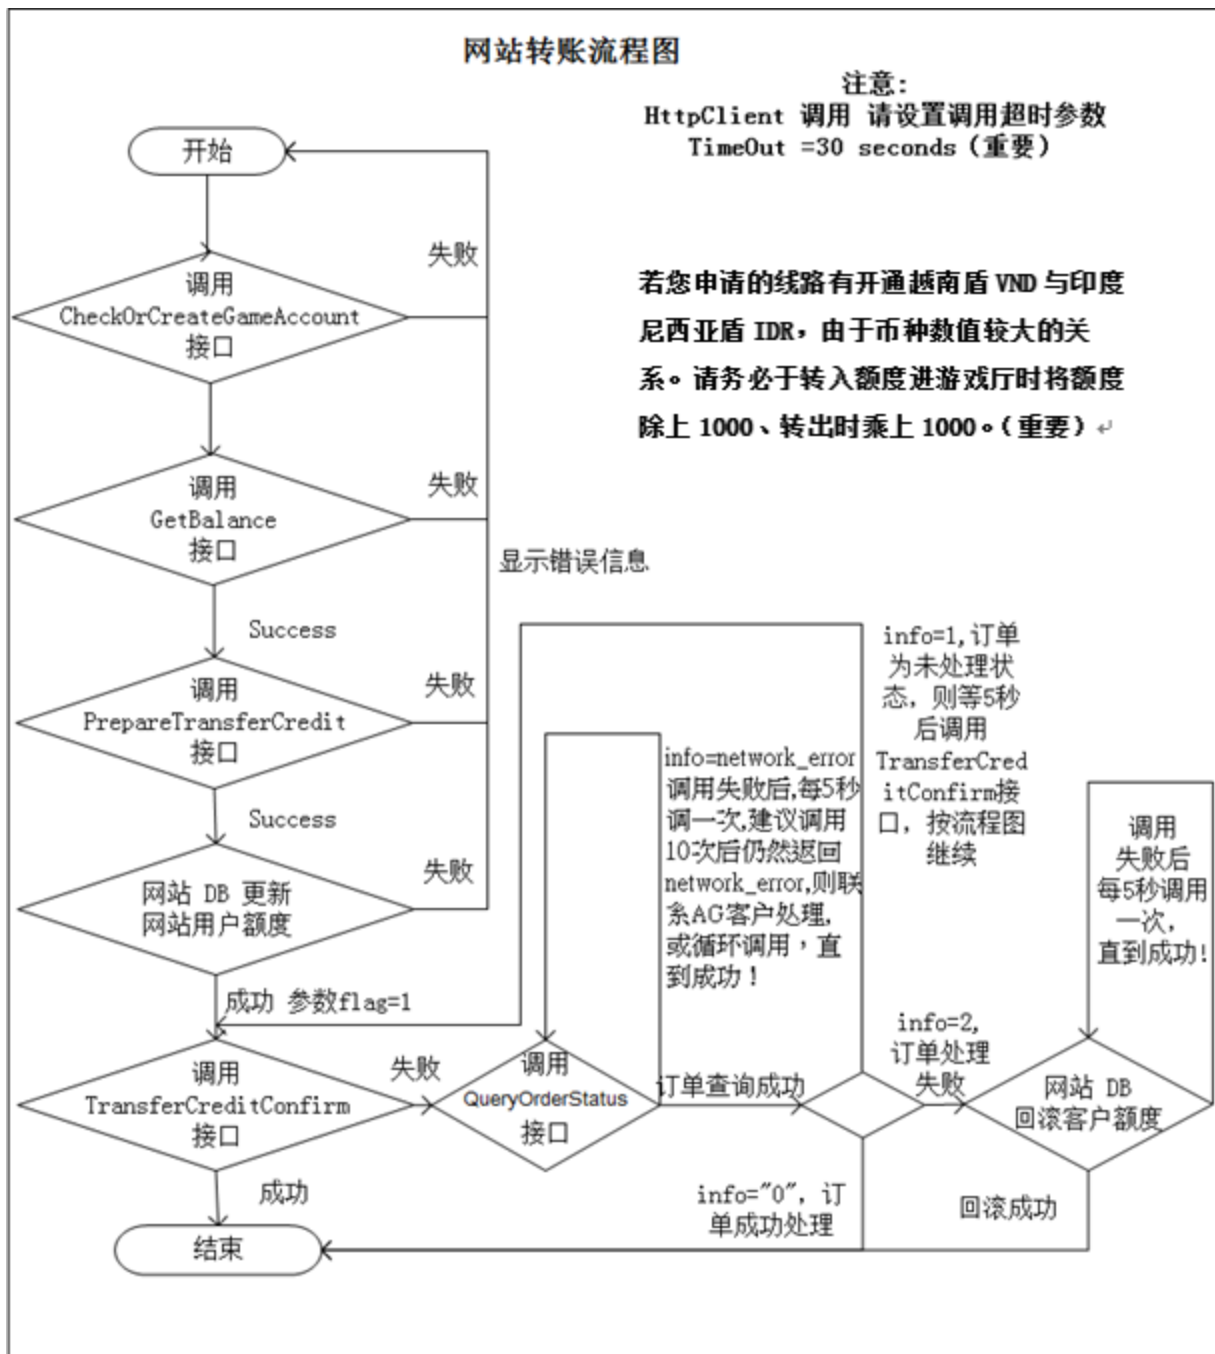 网站转账流程图
注意:
HttpClient 调用 请设置调用超时参数
TimeOut =30 seconds（重要）
开始
失败
调用
CheckOrCreateGameAccount
接口
若您申请的线路有开通越南盾 VND 与印度
尼西亚盾 IDR，由于币种数值较大的关
系。请务必于转入额度进游戏厅时将额度
除上 1000、转出时乘上 1000。（重要）
失败
调用
GetBalance
接口
显示错误信息
Success
失败
调用
PrepareTransferCredit
接口
info=1,订单
为未处理状
态，则等5秒
后调用
TransferCred
itConfirm接
口，按流程图
继续
info=network_error
调用失败后,每5秒
调一次,建议调用
10次后仍然返回
network_error,则联
系AG客户处理,
或循环调用，直
到成功！
Success
失败
网站 DB 更新
网站用户额度
调用
失败后
每5秒调用
一次，
直到成功!
成功 参数flag=1
调用
TransferCreditConfirm
接口
失败
调用
QueryOrderStatus
接口
订单查询成功
info=2,
订单处理
失败
网站 DB
回滚客户额度
成功
info="0"，订
单成功处理
回滚成功
结束